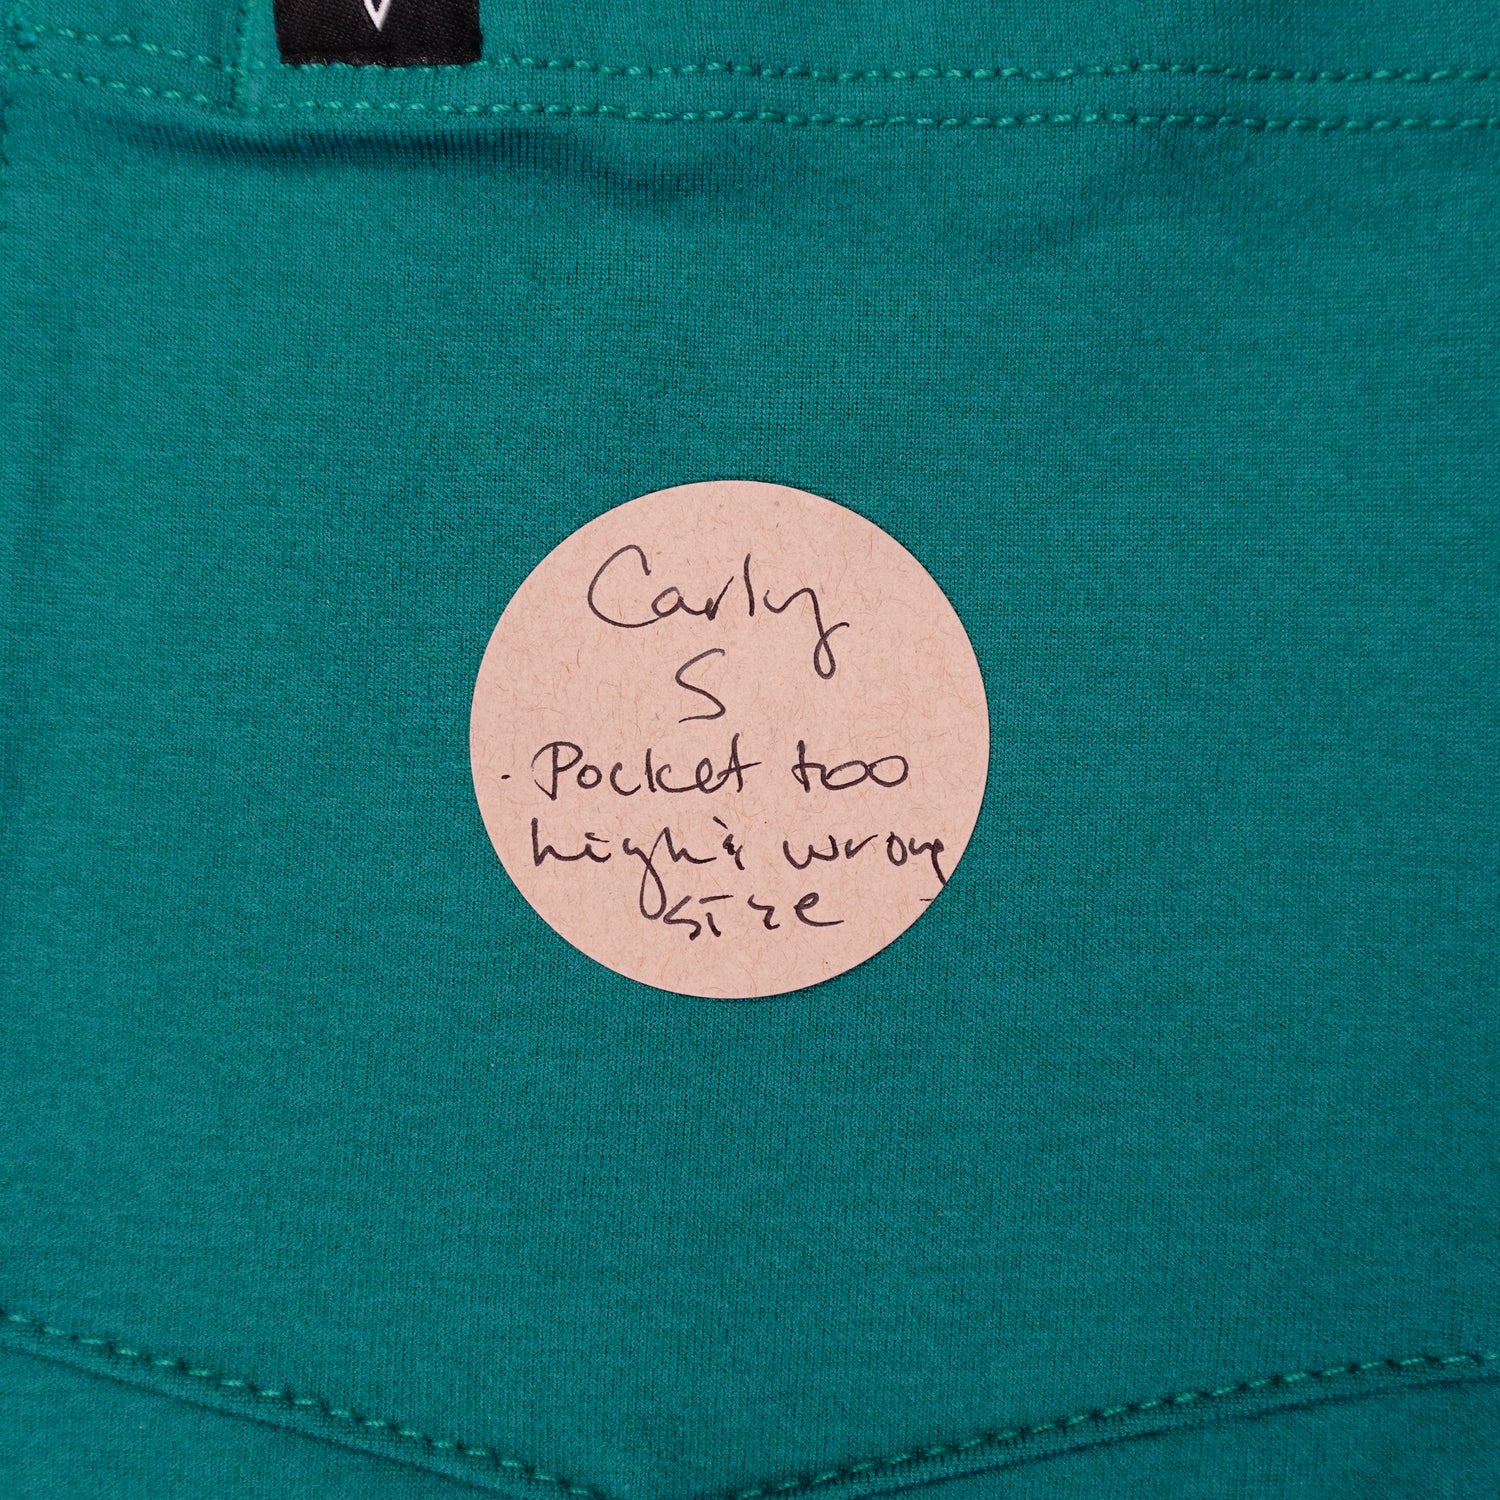 Carly
S
· Pocket too
high & wrong
size